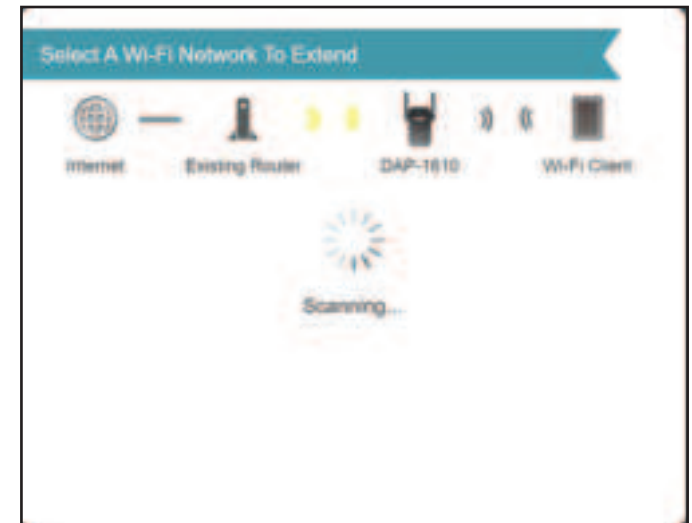 Select A Wi-Fi Network To Extend
Internet Existing Router DAP-1610 Wi-Fi Client
Scanning...